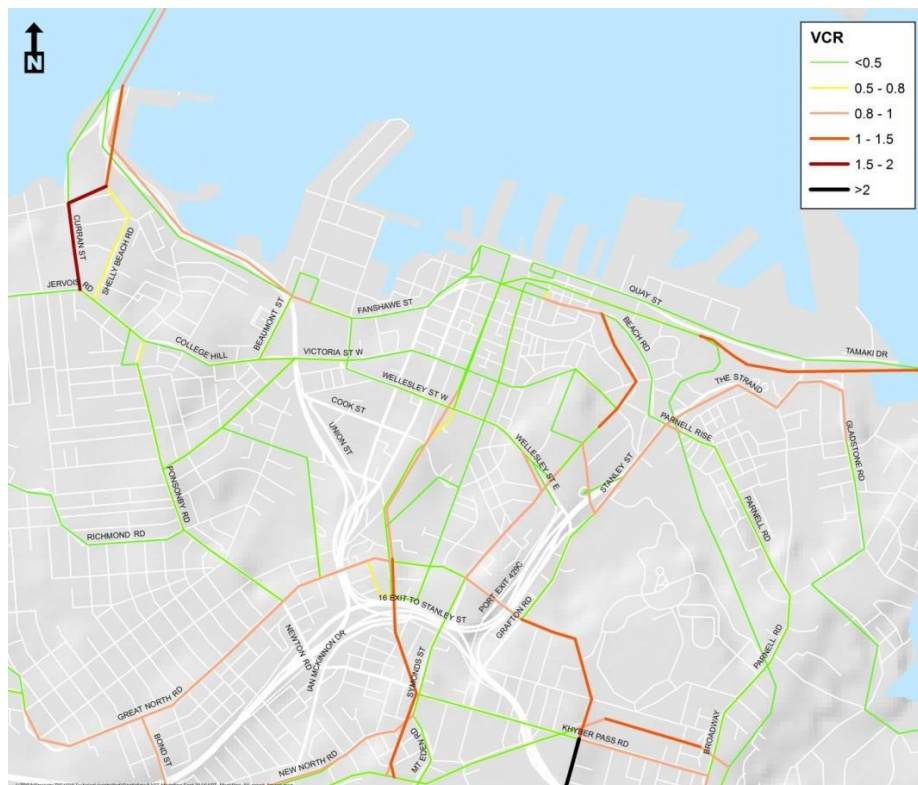 N
VCR
<0.5
0.5 - 0.8
0.8 - 1
1 - 1.5
1.5 - 2
>2
CURRAN ST
SHELLY BEACH RD
JERVOIS RD
BEAUMONT ST
FANSHAWE ST
QUAY ST
BEACH RD
TAMAKI DR
COLLEGE HILL
VICTORIA ST W
THE STRAND
WELLESLEY ST W
COOK ST
UNION ST
PARNELL RISE
GLADSTONE RD
WELLESLEY ST E
STANLEY ST
PONSONBY RD
PARNELL RD
RICHMOND RD
PORT EXIT 429C
16 EXIT TO STANLEY ST
GRAFTON RD
NEWTON RD
IAN MCKINNON DR
SYMONDS ST
PARNELL RD
GREAT NORTH RD
BOND ST
NEW NORTH RD
MT EDEN RD
KHYBER PASS RD
BROADWAY